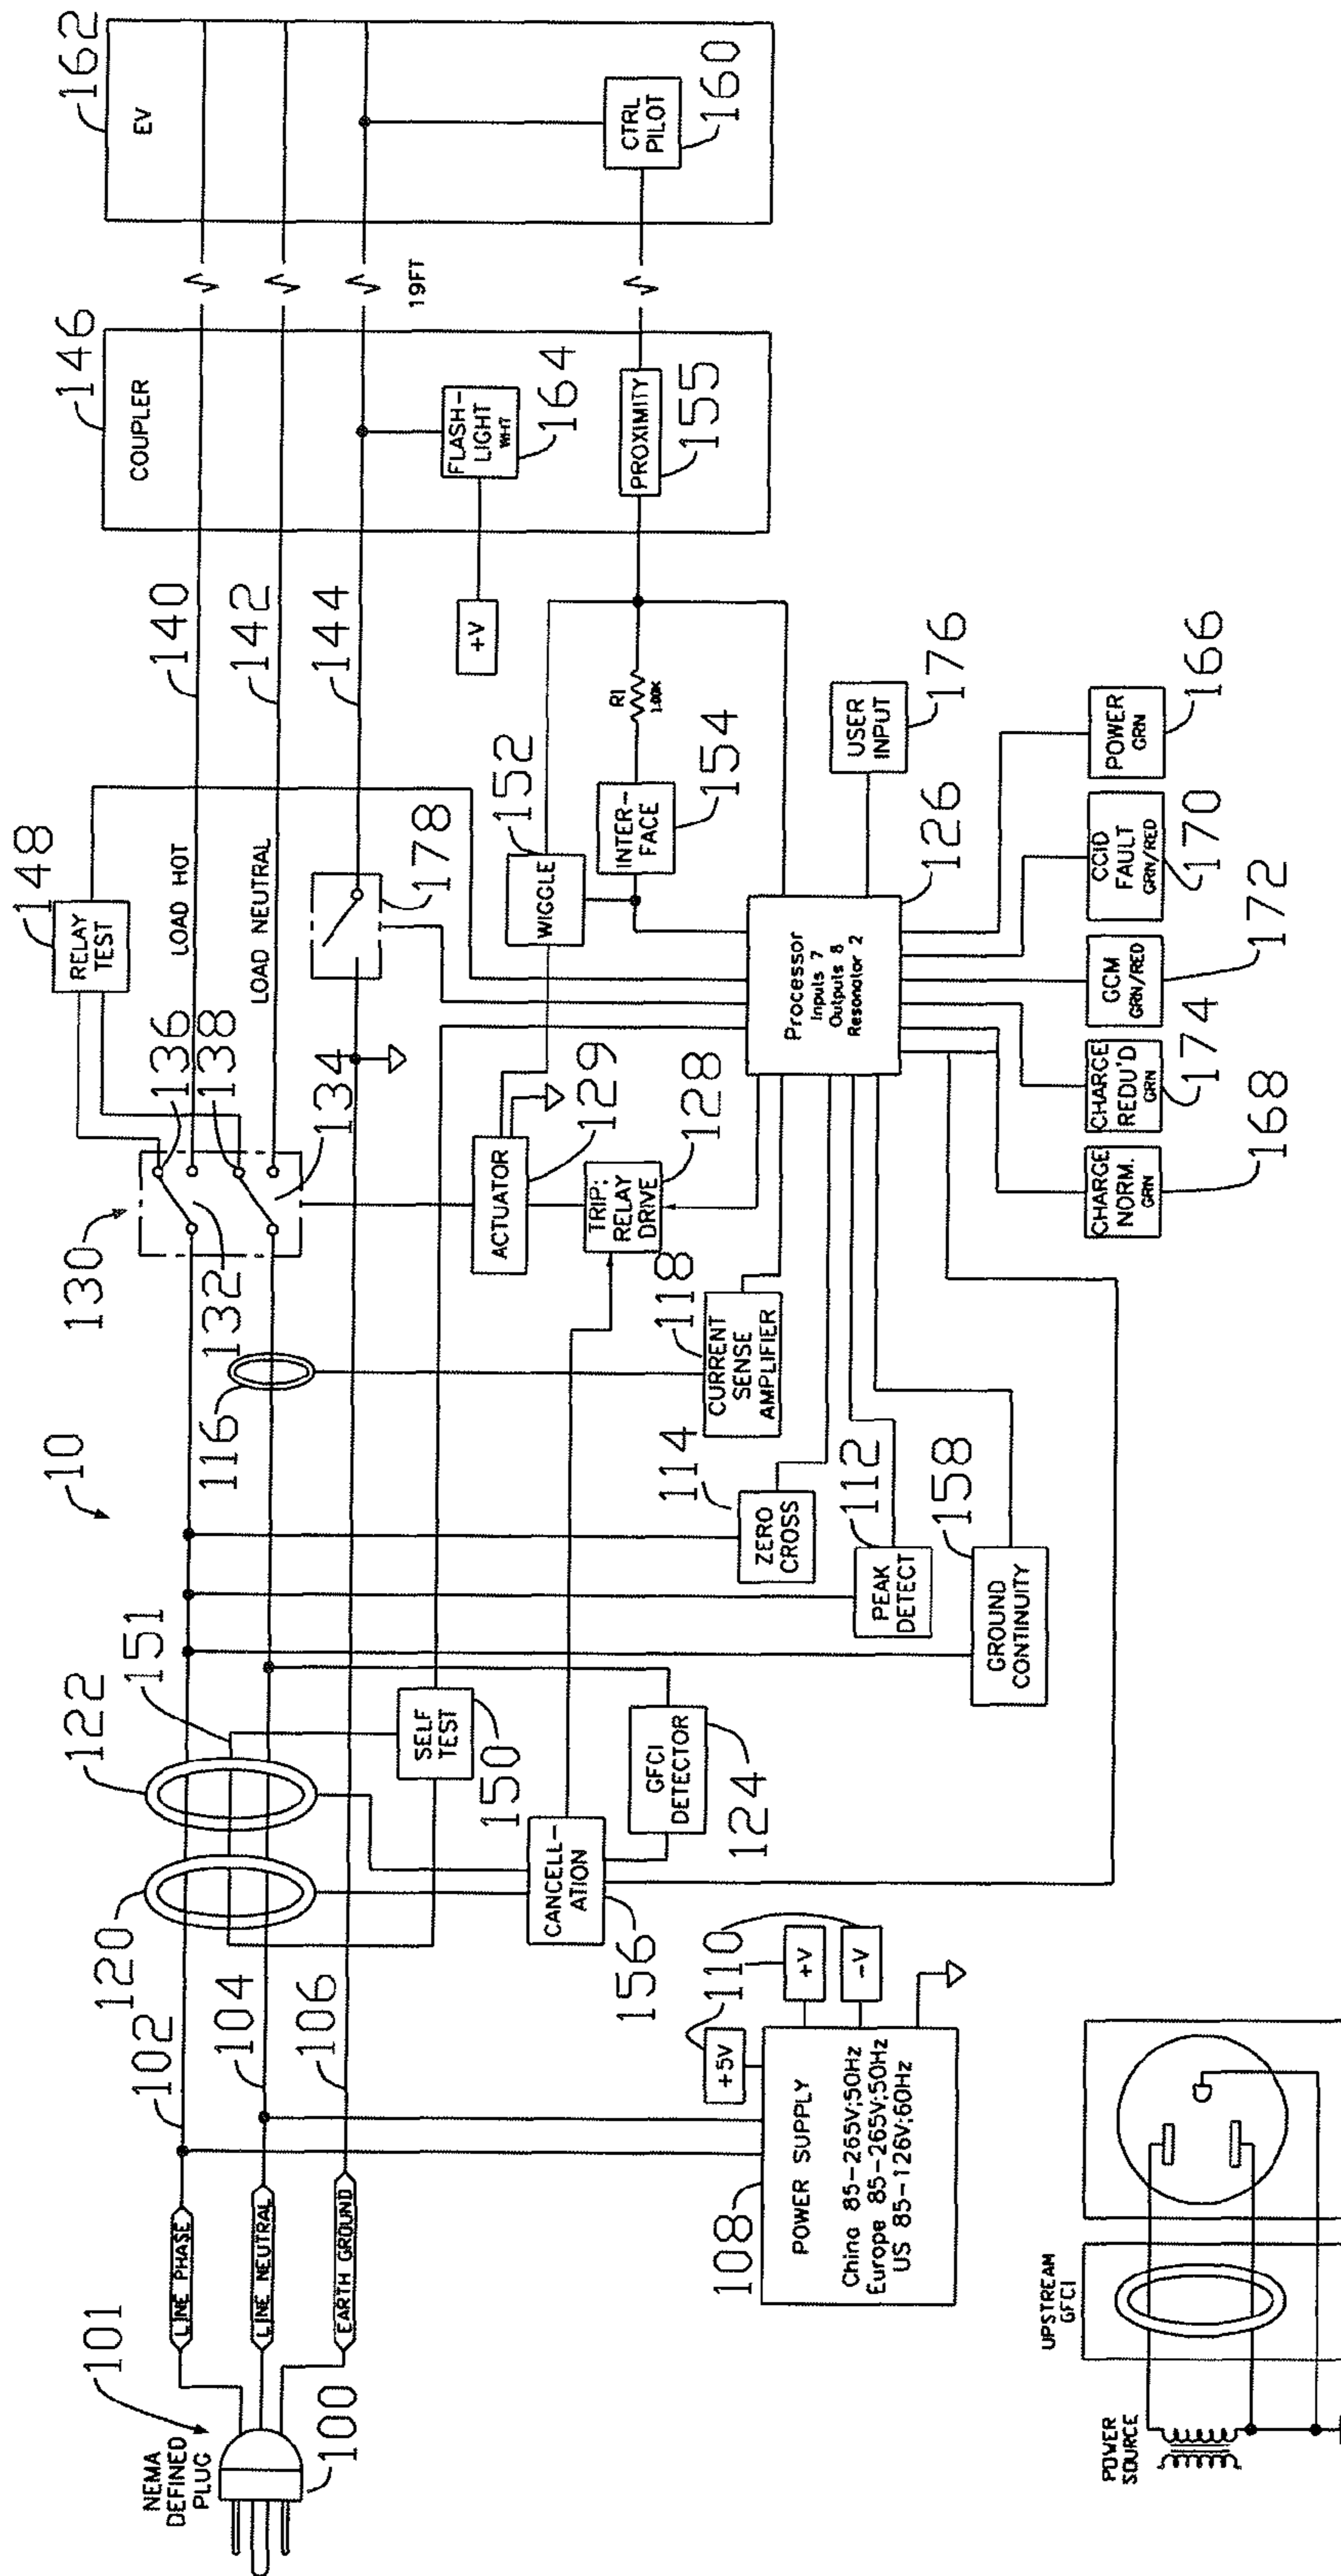 10
NEMA
DEFINED
PLUG
101
100
LINE PHASE
LINE NEUTRAL
EARTH GROUND
102
104
106
120
122
151
SELF
TEST
150
CANCELL-
ATION
156
GFCI
DETECTOR
124
108
POWER SUPPLY
China 85-265V;50Hz
Europe 85-265V;50Hz
US 85-126V;60Hz
+5V
110
+V
-V
116
130
132
134
136
138
148
RELAY
TEST
LOAD HOT
LOAD NEUTRAL
140
142
144
178
ACTUATOR
129
TRIP:
RELAY
DRIVE
128
118
CURRENT
SENSE
AMPLIFIER
114
ZERO
CROSS
112
PEAK
DETECT
158
GROUND
CONTINUITY
152
WIGGLE
INTER-
FACE
154
R1
1.00K
Processor
Inputs 7
Outputs 8
Resonator 2
126
USER
INPUT
176
CHARGE
NORM.
GRN
168
CHARGE
REDU'D
GRN
174
GCM
GRN/RED
172
CCID
FAULT
GRN/RED
170
POWER
GRN
166
146
COUPLER
+V
FLASH-
LIGHT
WHT
164
PROXIMITY
155
19FT
162
EV
CTRL
PILOT
160
POWER
SOURCE
UPSTREAM
GFCI